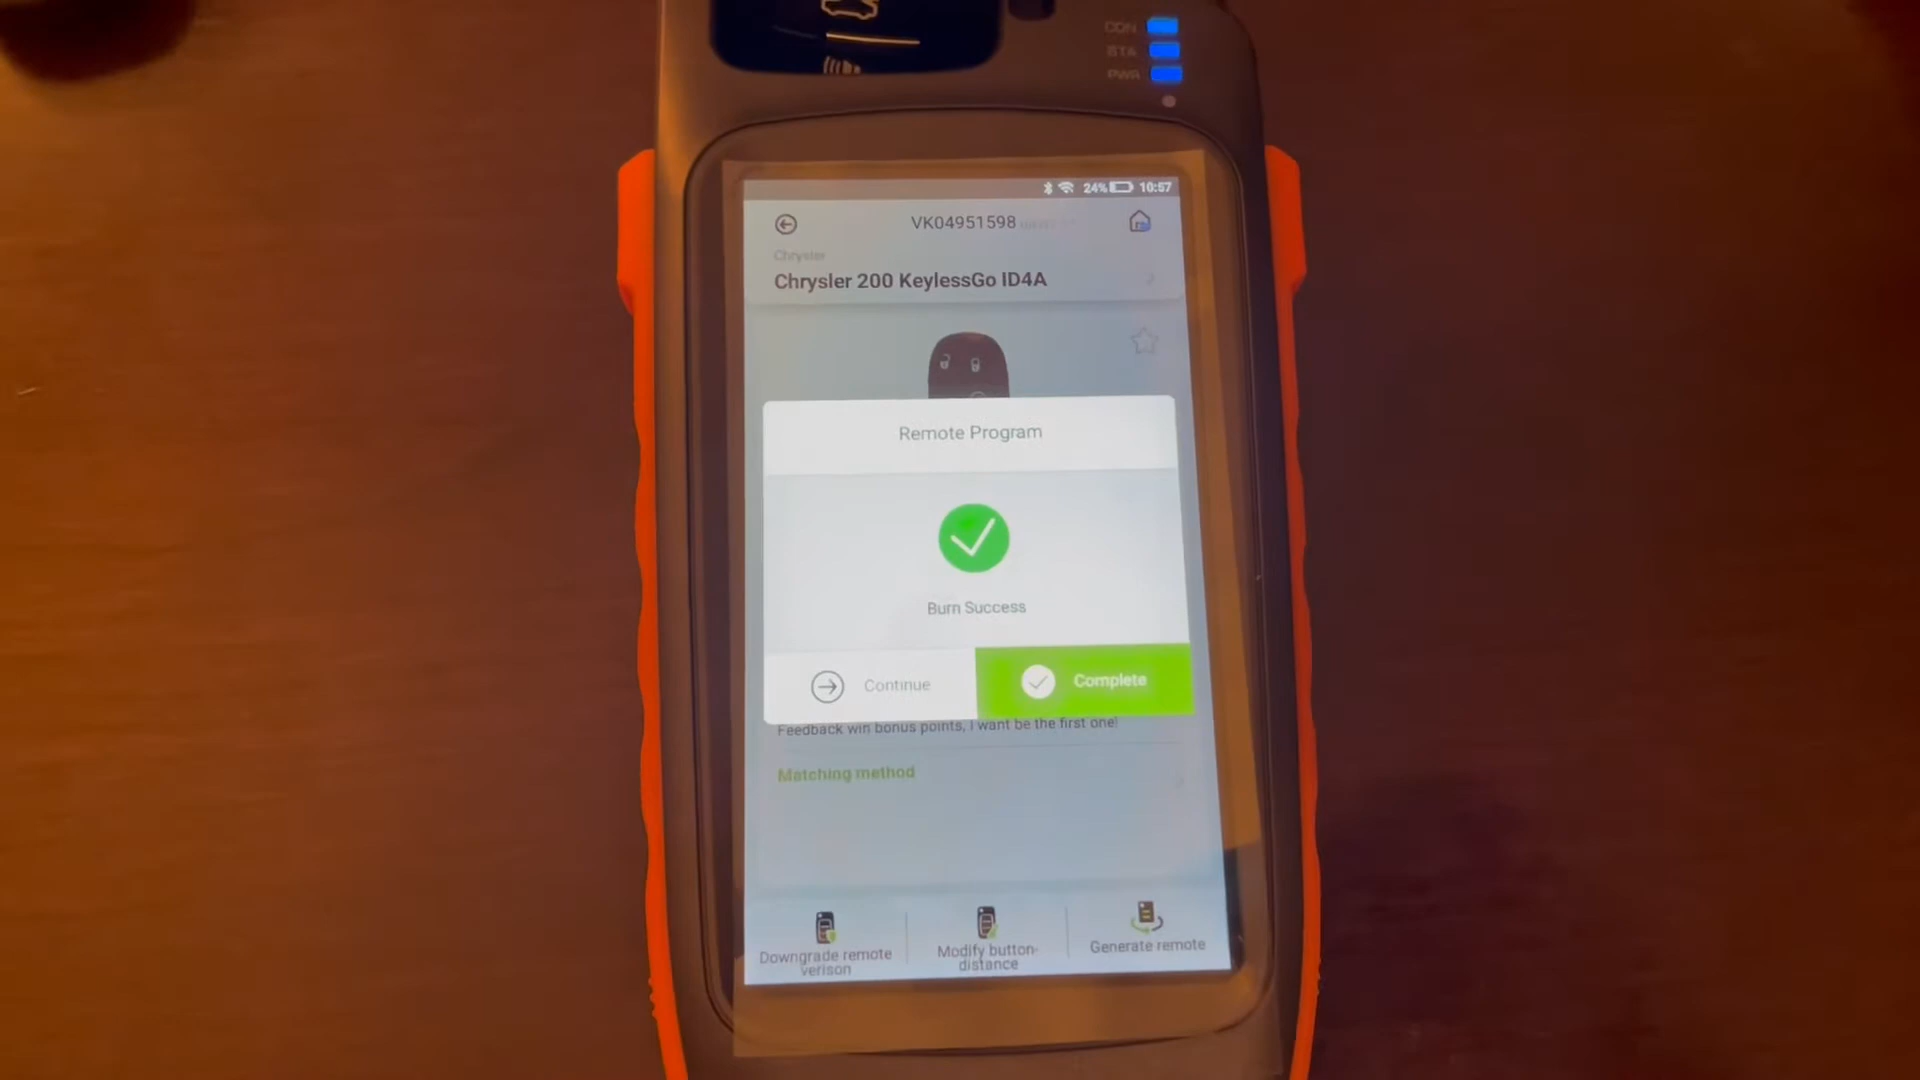 CON
STA
PWR
24% 10:57
VK04951598
Chrysler
Chrysler 200 KeylessGo ID4A
Remote Program
Burn Success
Continue
Complete
Feedback win bonus points, I want be the first one!
Matching method
Downgrade remote
verison
Modify button-
distance
Generate remote